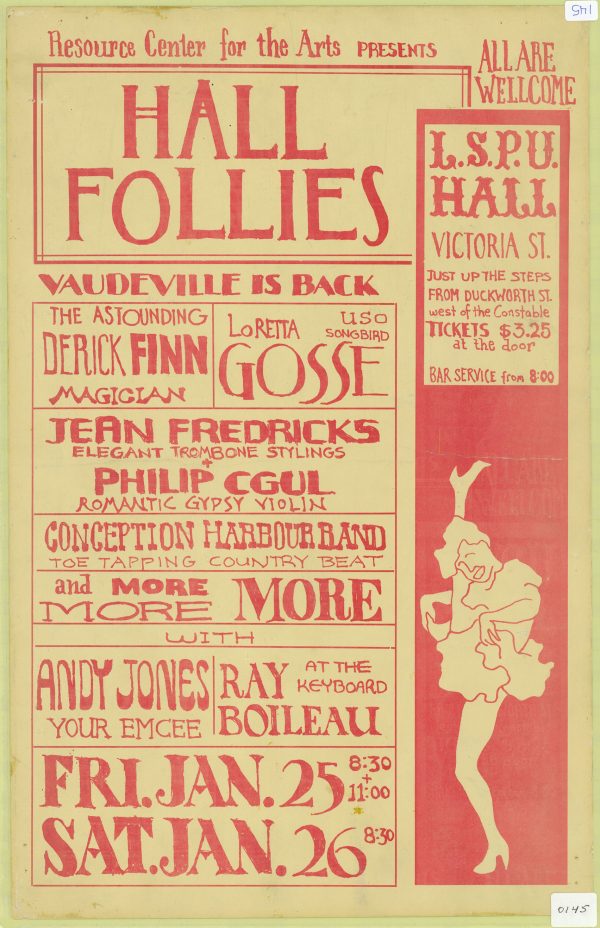 145
Resource Center for the Arts PRESENTS
ALL ARE
WELLCOME
HALL
FOLLIES
VAUDEVILLE IS BACK
THE ASTOUNDING
DERICK FINN
MAGICIAN
LORETTA
USO
SONGBIRD
GOSSE
JEAN FREDRICKS
ELEGANT TROMBONE STYLINGS
+
PHILIP CGUL
ROMANTIC GYPSY VIOLIN
CONCEPTION HARBOUR BAND
TOE TAPPING COUNTRY BEAT
and MORE
MORE MORE
WITH
ANDY JONES
YOUR EMCEE
RAY
AT THE
KEYBOARD
BOILEAU
FRI. JAN. 25 8:30
+
11:00
SAT. JAN. 26 8:30
L.S.P.U.
HALL
VICTORIA ST.
JUST UP THE STEPS
FROM DUCKWORTH ST.
west of the Constable
TICKETS $3.25
at the door
BAR SERVICE from 8:00
0145